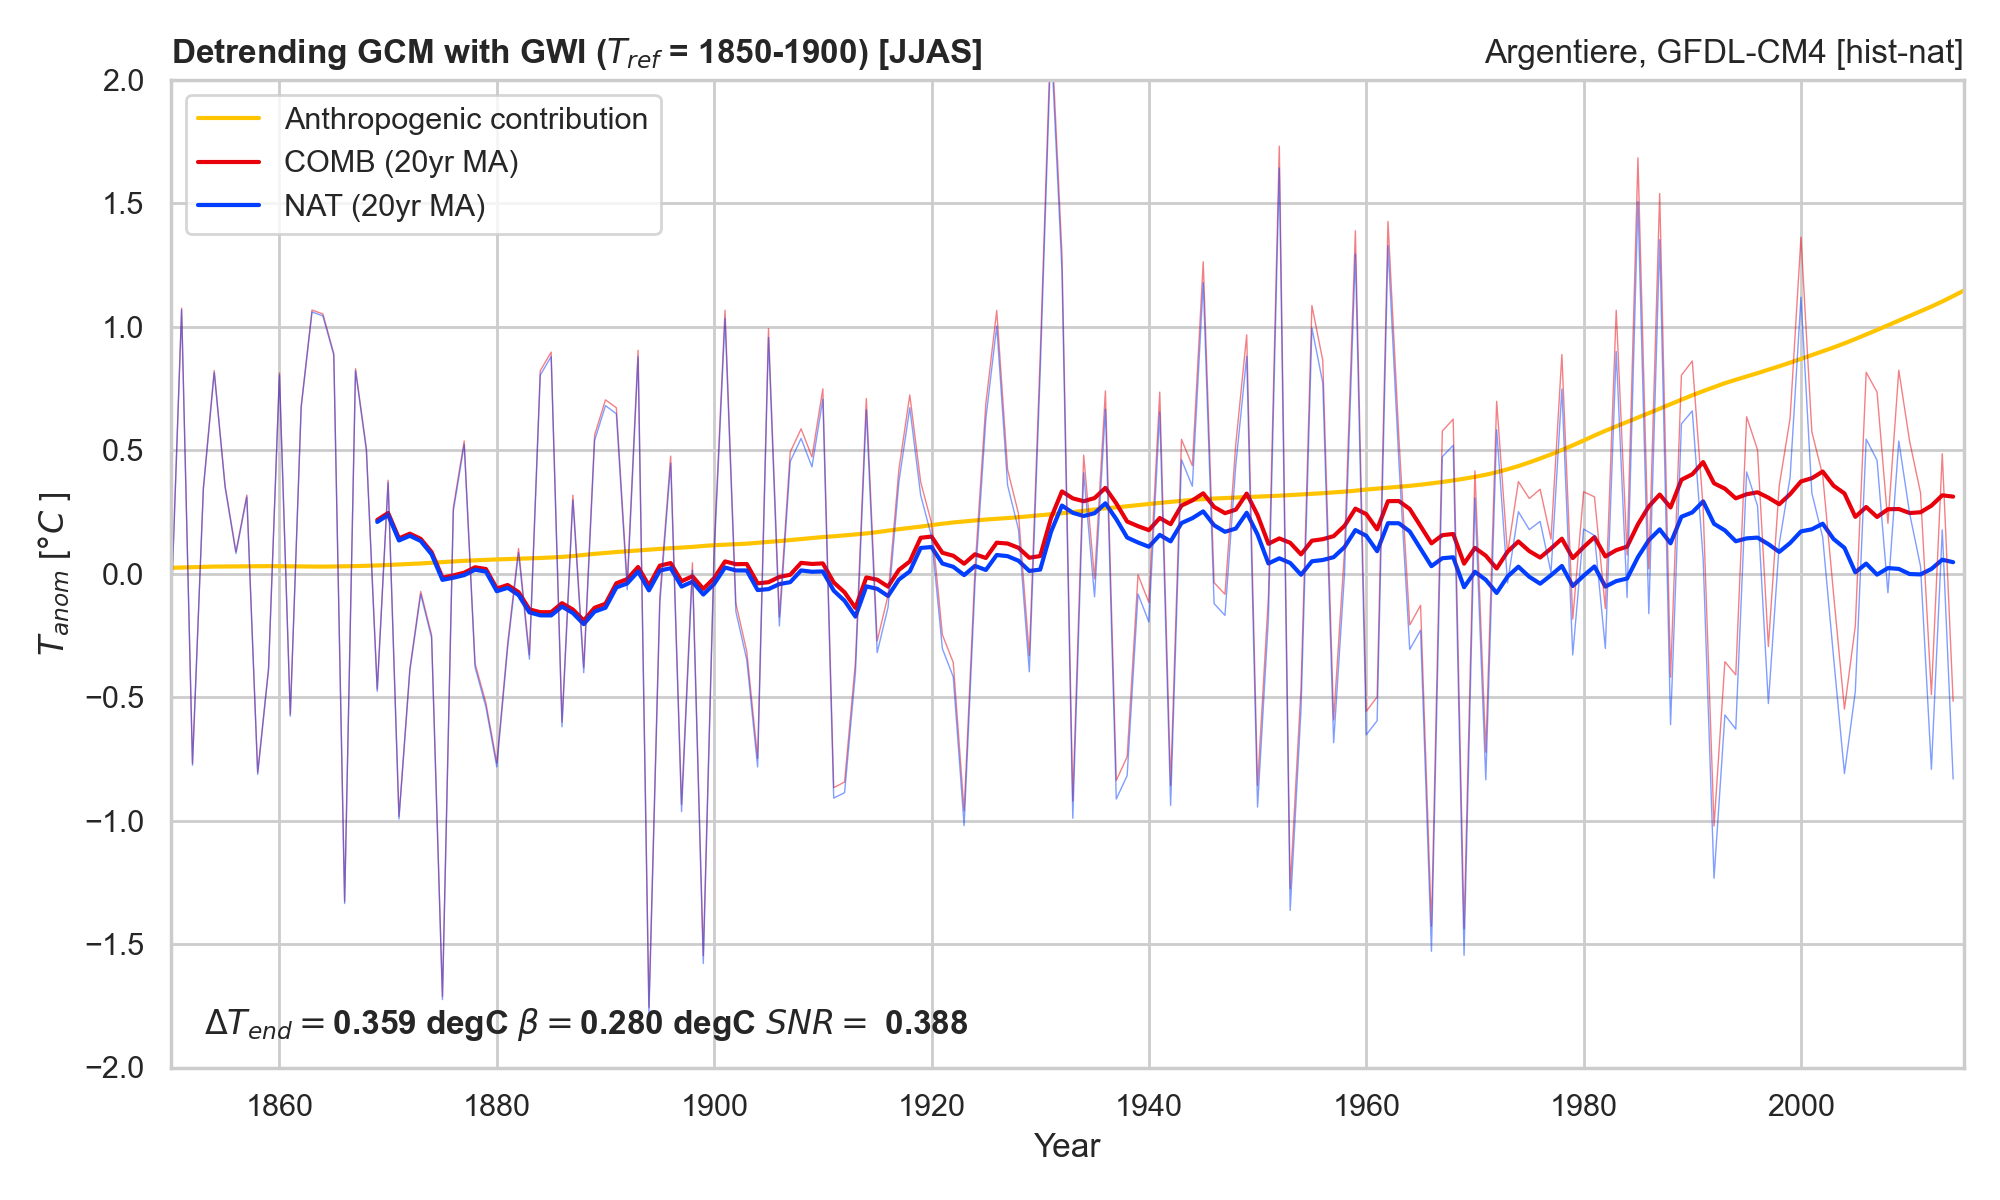 Detrending GCM with GWI (T_ref = 1850-1900) [JJAS]
Argentiere, GFDL-CM4 [hist-nat]
Anthropogenic contribution
COMB (20yr MA)
NAT (20yr MA)
2.0
1.5
1.0
0.5
0.0
−0.5
−1.0
−1.5
−2.0
T_anom [°C ]
ΔT_end = 0.359 degC β = 0.280 degC SNR = 0.388
1860 1880 1900 1920 1940 1960 1980 2000
Year